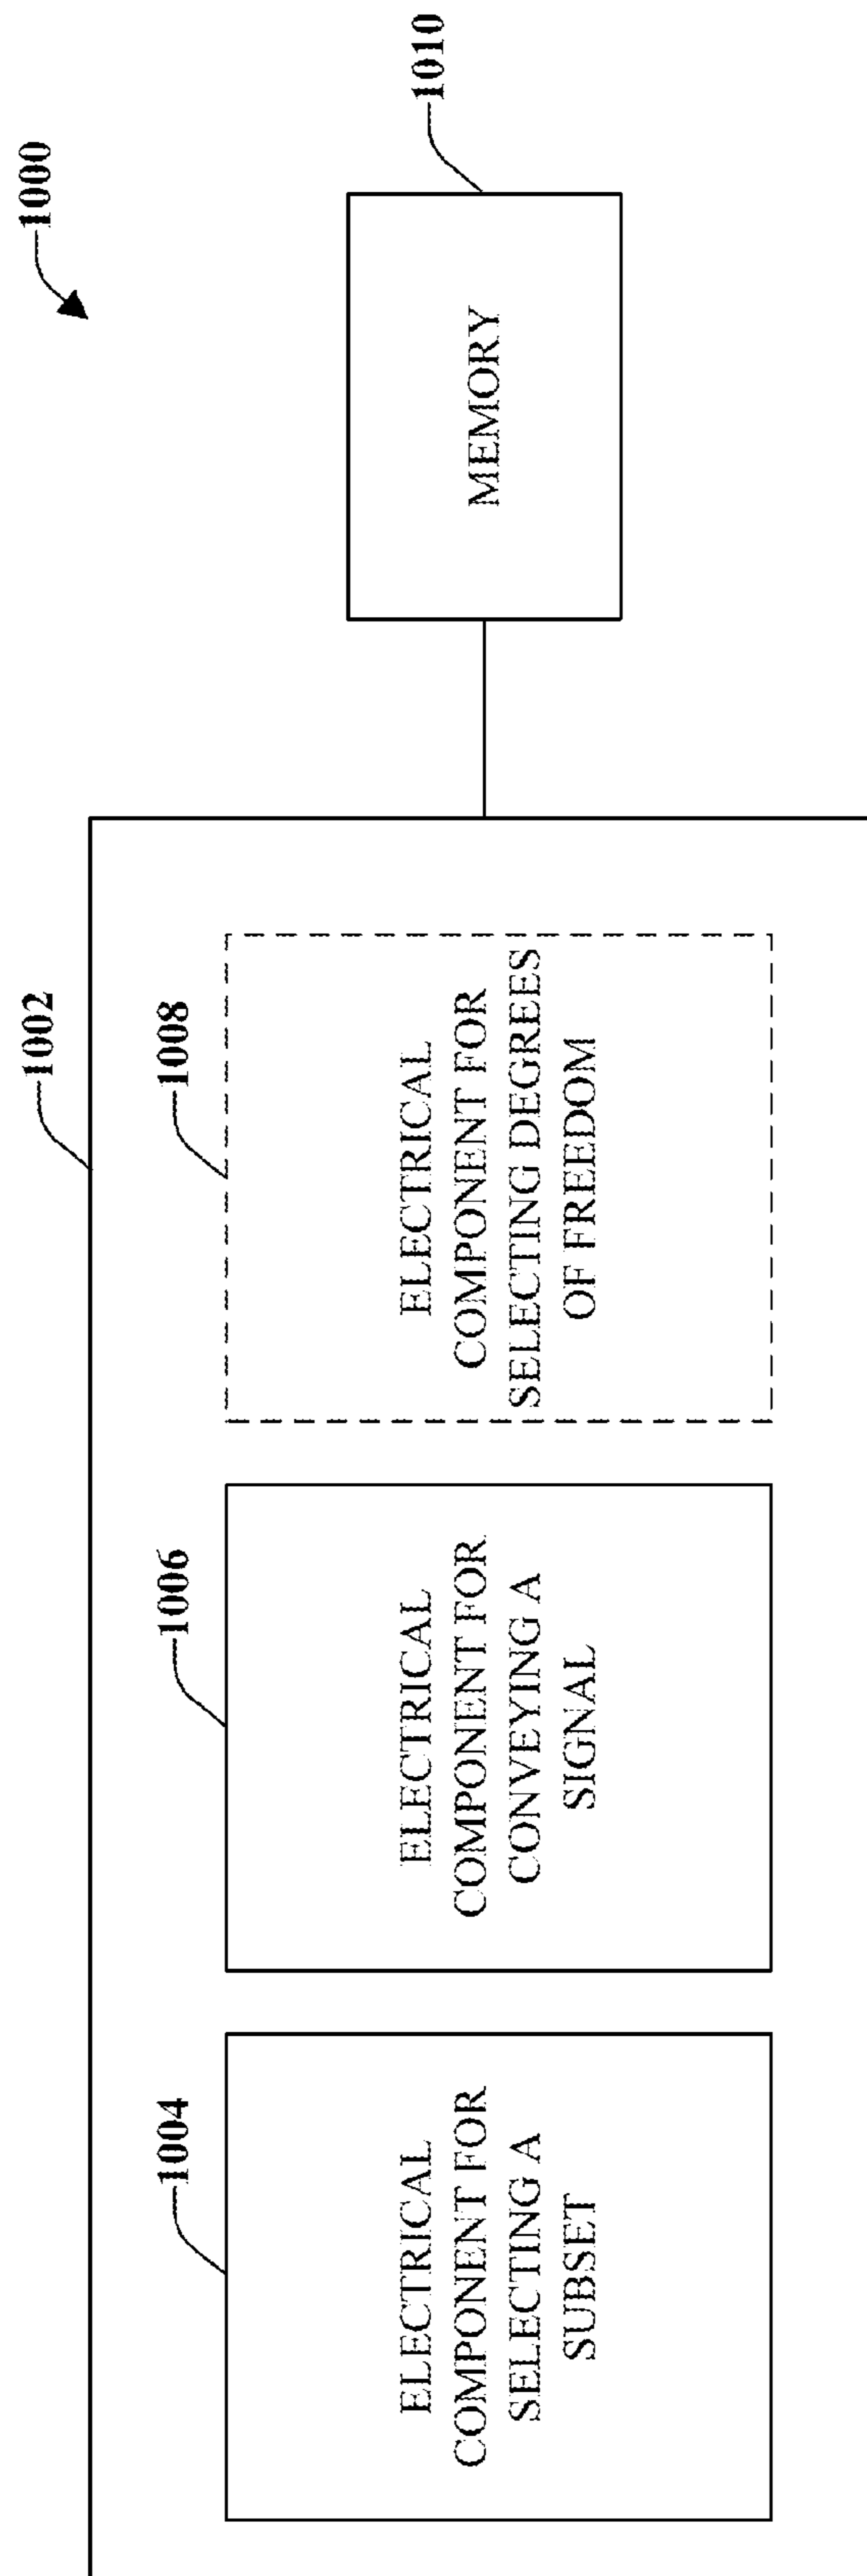 1000
1002
1004
ELECTRICAL
COMPONENT FOR
SELECTING A
SUBSET
1006
ELECTRICAL
COMPONENT FOR
CONVEYING A
SIGNAL
1008
ELECTRICAL
COMPONENT FOR
SELECTING DEGREES
OF FREEDOM
1010
MEMORY